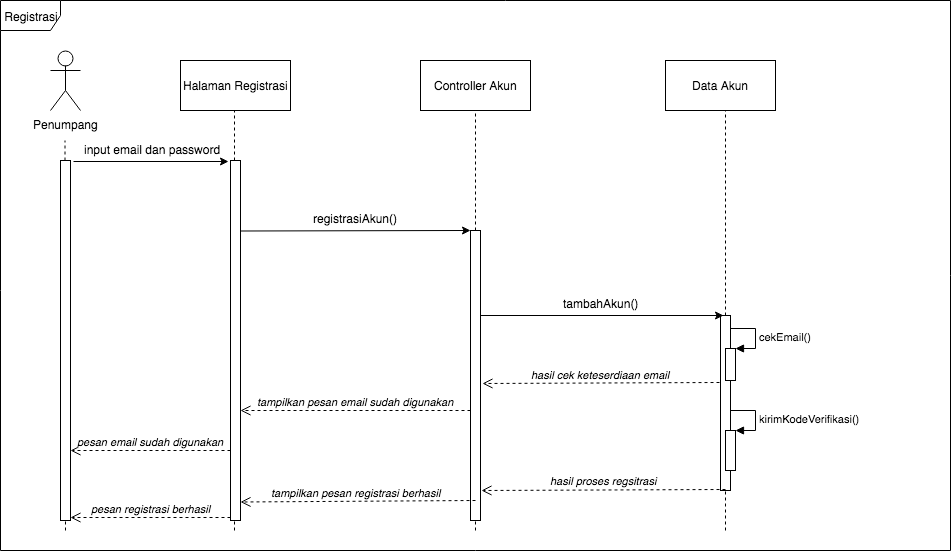 Registrasi
Penumpang
Halaman Registrasi
Controller Akun
Data Akun
input email dan password
registrasiAkun()
tambahAkun()
cekEmail()
hasil cek keteserdiaan email
tampilkan pesan email sudah digunakan
kirimKodeVerifikasi()
pesan email sudah digunakan
hasil proses regsitrasi
tampilkan pesan registrasi berhasil
pesan registrasi berhasil